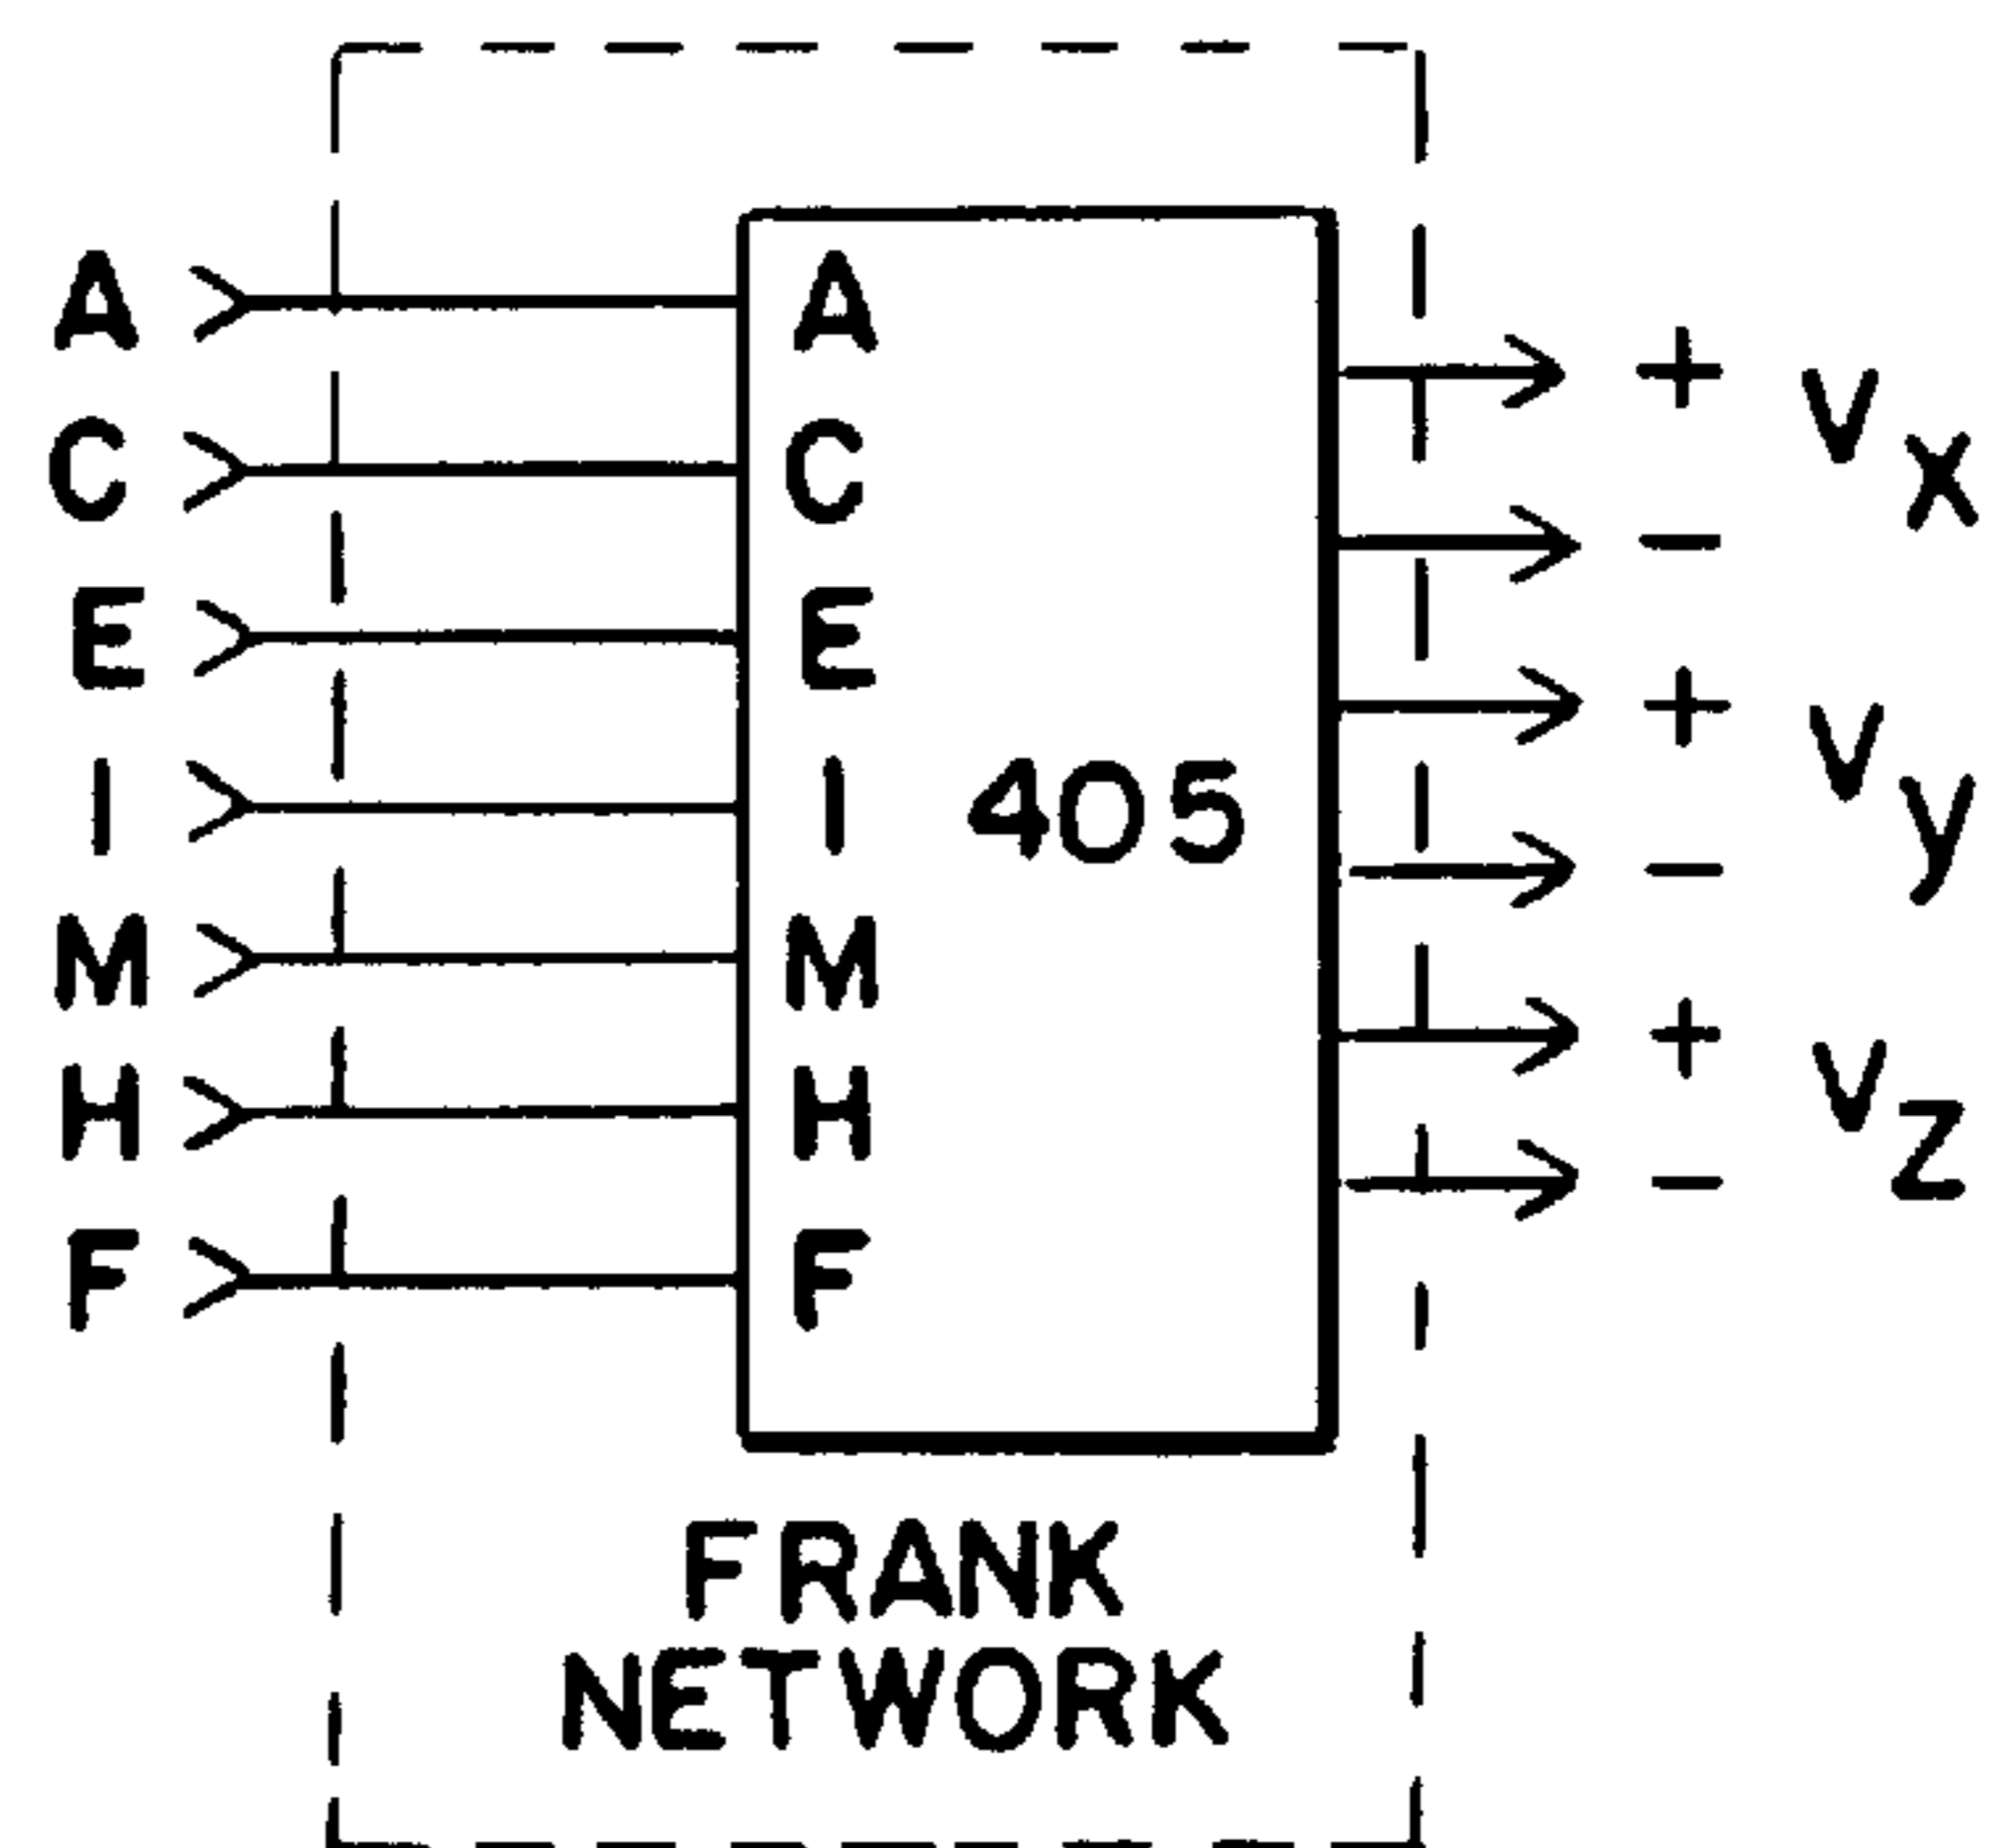 A A
+ Vx
C C
-
E E
+ Vy
I I 405
-
M M
+ Vz
H H
-
F F
FRANK
NETWORK